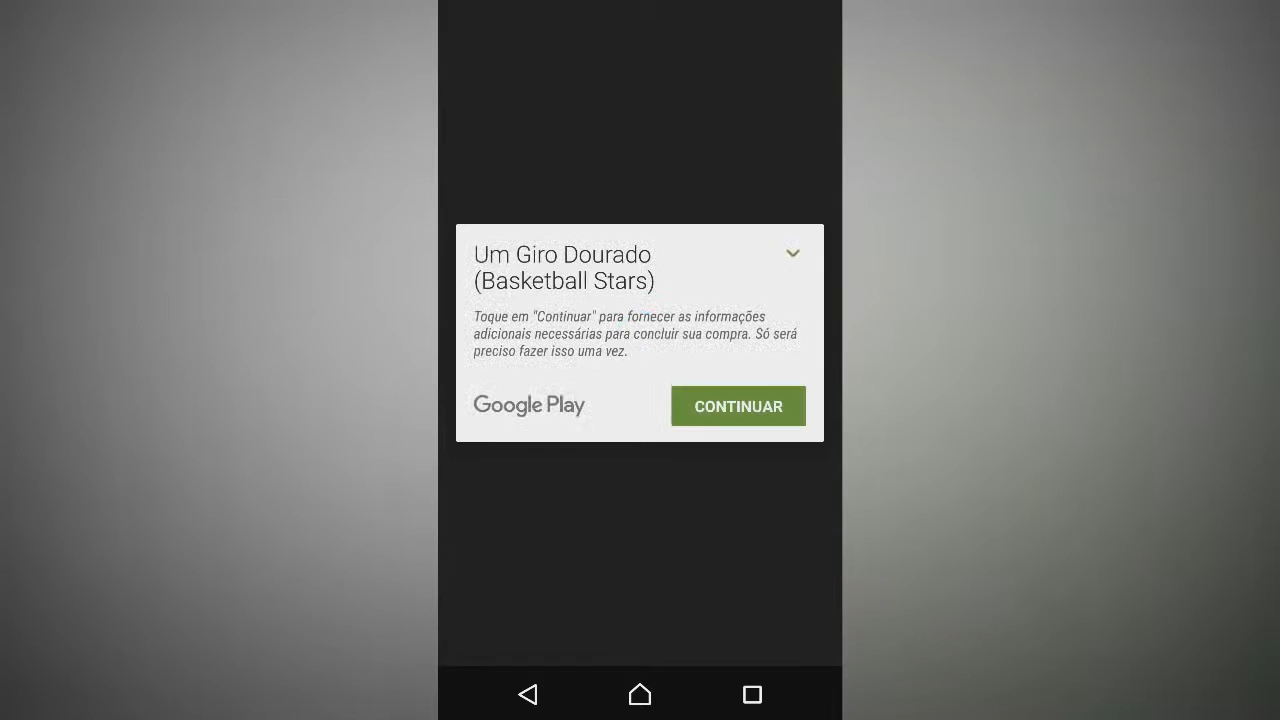 Um Giro Dourado
(Basketball Stars)
Toque em "Continuar" para fornecer as informações
adicionais necessárias para concluir sua compra. Só será
preciso fazer isso uma vez.
Google Play
CONTINUAR